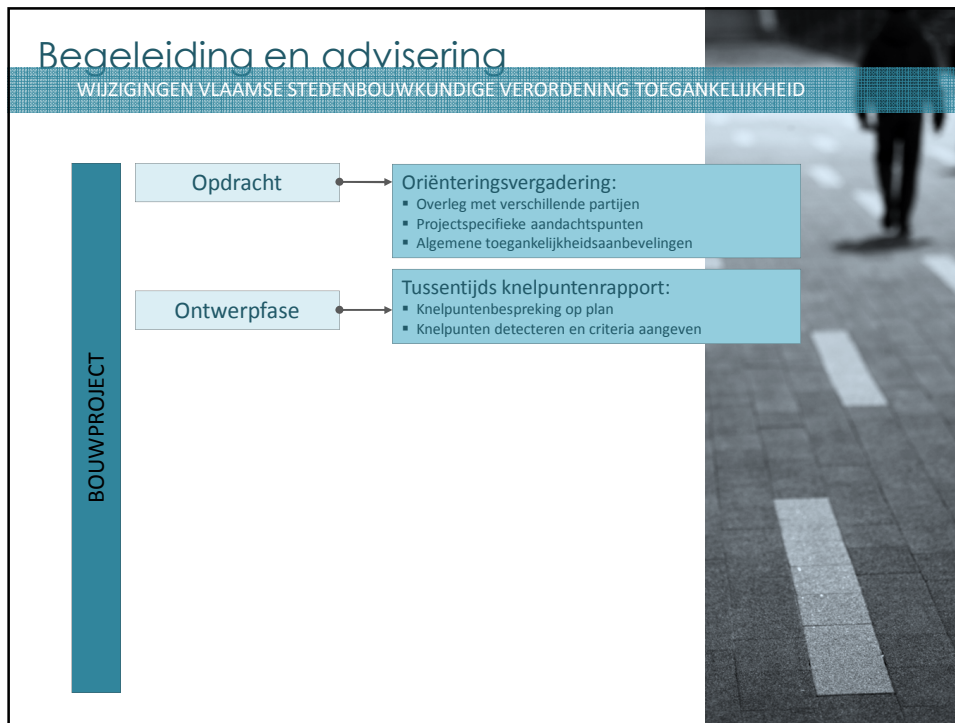 Begeleiding en advisering
WIJZIGINGEN VLAAMSE STEDENBOUWKUNDIGE VERORDENING TOEGANKELIJKHEID
BOUWPROJECT
Opdracht
Oriënteringsvergadering:
▪ Overleg met verschillende partijen
▪ Projectspecifieke aandachtspunten
▪ Algemene toegankelijkheidsaanbevelingen
Ontwerpfase
Tussentijds knelpuntenrapport:
▪ Knelpuntenbespreking op plan
▪ Knelpunten detecteren en criteria aangeven